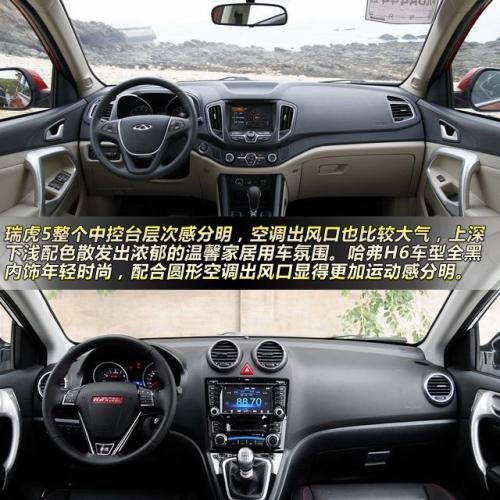 瑞虎5整个中控台层次感分明，空调出风口也比较大气，上深
下浅配色散发出浓郁的温馨家居用车氛围。哈弗H6车型全黑
内饰年轻时尚，配合圆形空调出风口显得更加运动感分明。
88.70